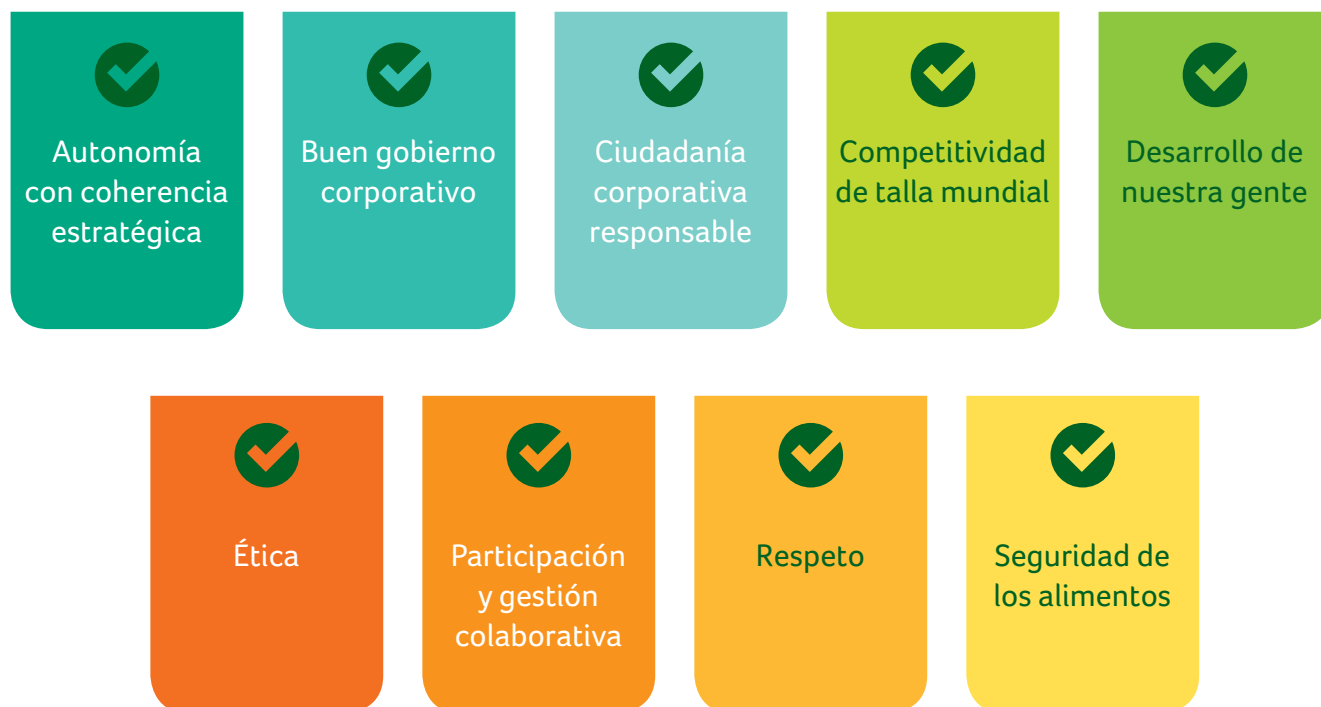 Autonomía
con coherencia
estratégica
Buen gobierno
corporativo
Ciudadanía
corporativa
responsable
Competitividad
de talla mundial
Desarrollo de
nuestra gente
Ética
Participación
y gestión
colaborativa
Respeto
Seguridad de
los alimentos